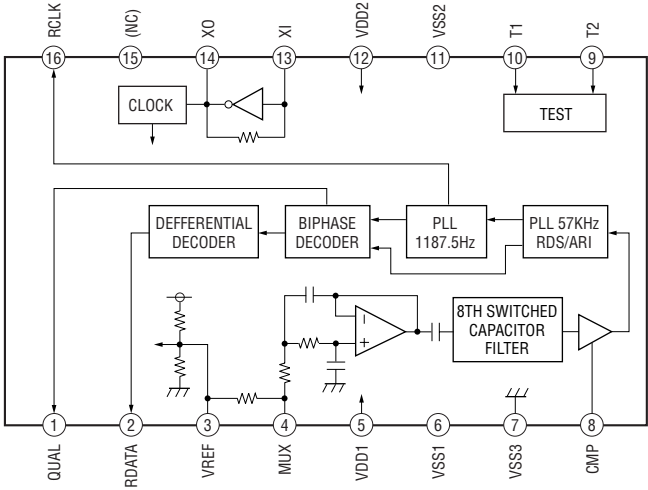 RCLK
(NC)
XO
XI
VDD2
VSS2
T1
T2
16
15
14
13
12
11
10
9
CLOCK
TEST
DEFFERENTIAL
DECODER
BIPHASE
DECODER
PLL
1187.5Hz
PLL 57KHz
RDS/ARI
8TH SWITCHED
CAPACITOR
FILTER
1
2
3
4
5
6
7
8
QUAL
RDATA
VREF
MUX
VDD1
VSS1
VSS3
CMP